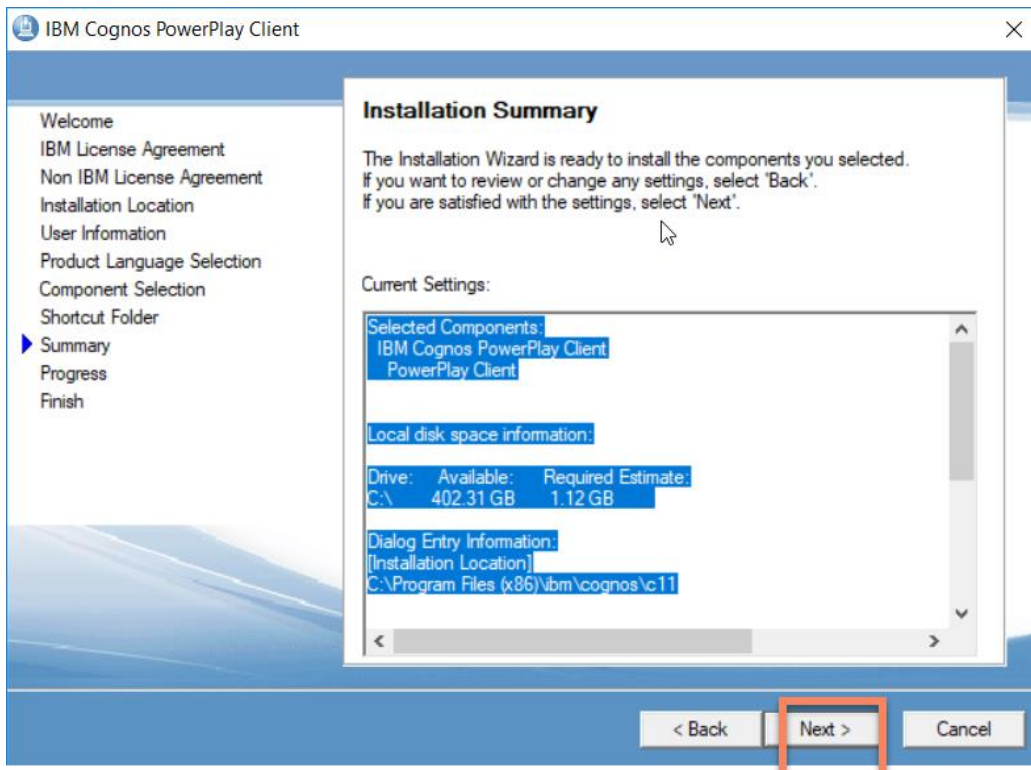 IBM Cognos PowerPlay Client
Welcome
IBM License Agreement
Non IBM License Agreement
Installation Location
User Information
Product Language Selection
Component Selection
Shortcut Folder
Summary
Progress
Finish
Installation Summary
The Installation Wizard is ready to install the components you selected.
If you want to review or change any settings, select 'Back'.
If you are satisfied with the settings, select 'Next'.
Current Settings:
Selected Components:
IBM Cognos PowerPlay Client
PowerPlay Client
Local disk space information:
Drive: Available: Required Estimate:
C:\ 402.31 GB 1.12 GB
Dialog Entry Information:
[Installation Location]
C:\Program Files (x86)\ibm\cognos\c11
< Back Next > Cancel